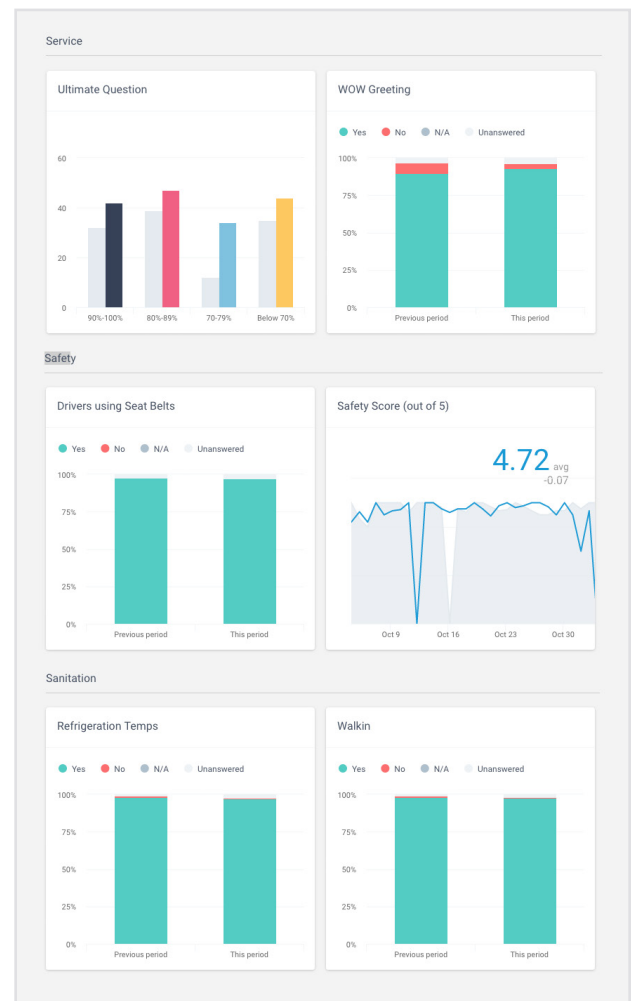 Service
Ultimate Question
60
40
20
0
90%-100% 80%-89% 70-79% Below 70%
WOW Greeting
Yes No N/A Unanswered
100%
75%
50%
25%
0%
Previous period This period
Safety
Drivers using Seat Belts
Yes No N/A Unanswered
100%
75%
50%
25%
0%
Previous period This period
Safety Score (out of 5)
4.72 avg
-0.07
Oct 9 Oct 16 Oct 23 Oct 30
Sanitation
Refrigeration Temps
Yes No N/A Unanswered
100%
75%
50%
25%
0%
Previous period This period
Walkin
Yes No N/A Unanswered
100%
75%
50%
25%
0%
Previous period This period